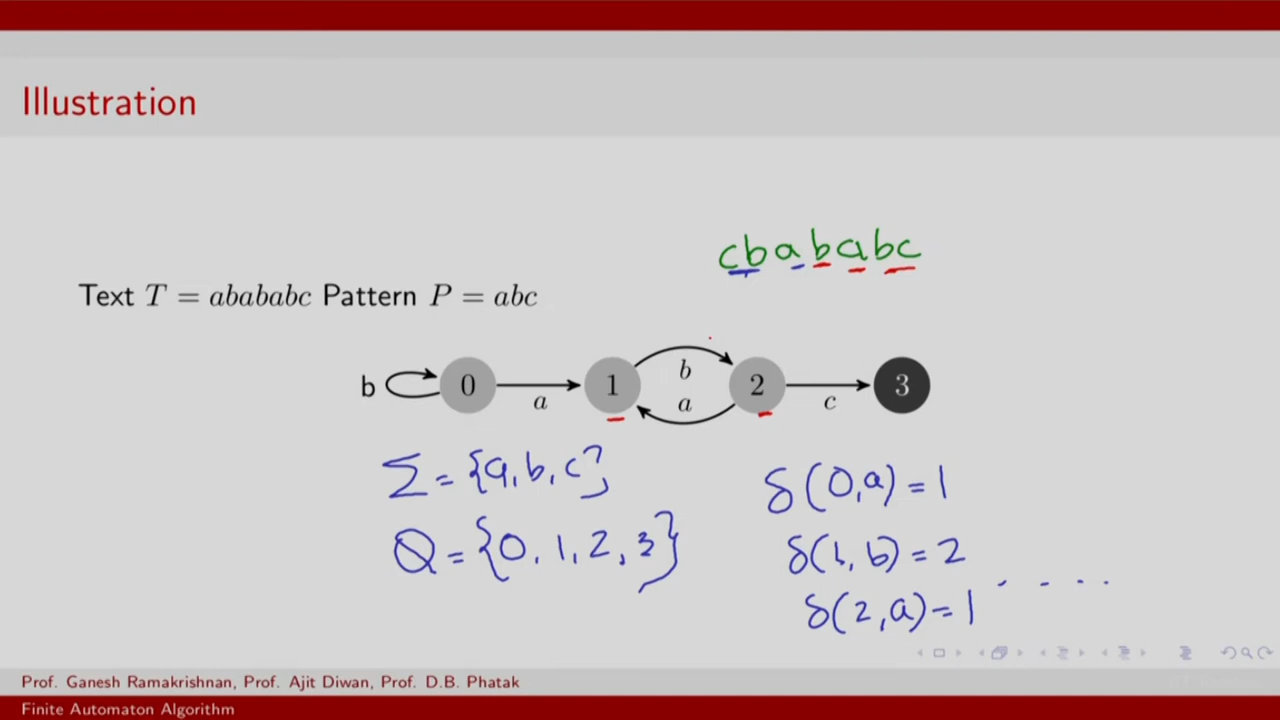 Illustration
cbababc
Text T = abababc Pattern P = abc
b 0 a 1 b a 2 c 3
Σ = {a, b, c}
δ(0,a) = 1
Q = {0, 1, 2, 3}
δ(1, b) = 2
δ(2,a) = 1 ....
Prof. Ganesh Ramakrishnan, Prof. Ajit Diwan, Prof. D.B. Phatak
Finite Automaton Algorithm